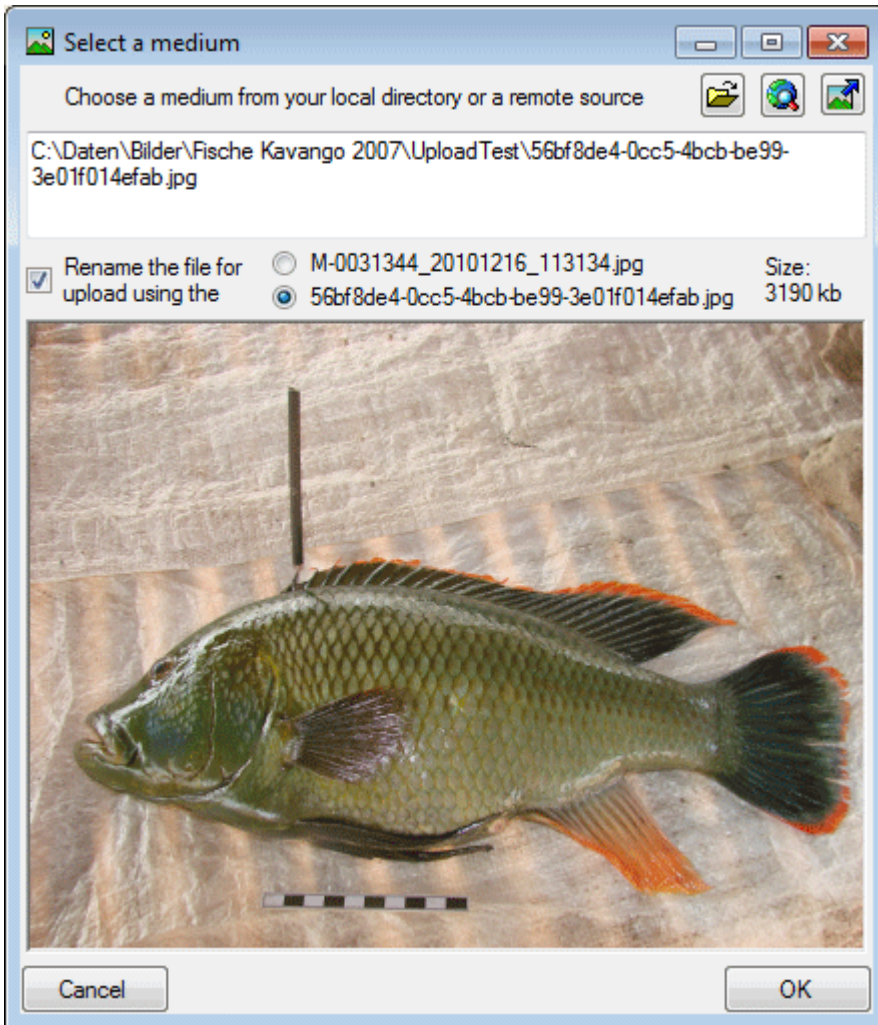 Select a medium
Choose a medium from your local directory or a remote source
C:\Daten\Bilder\Fische Kavango 2007\UploadTest\56bf8de4-0cc5-4bcb-be99-
3e01f014efab.jpg
Rename the file for
upload using the
M-0031344_20101216_113134.jpg
56bf8de4-0cc5-4bcb-be99-3e01f014efab.jpg
Size:
3190 kb
Cancel
OK